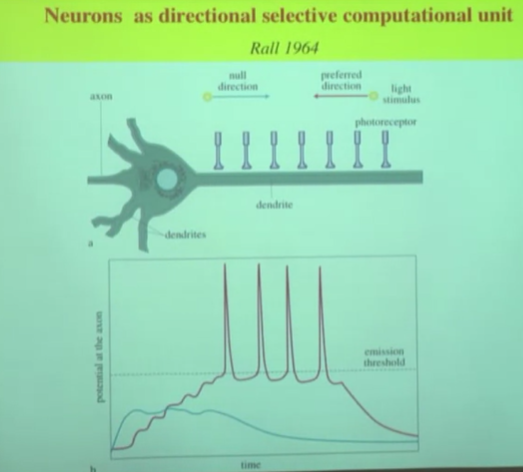 Neurons as directional selective computational unit
Rall 1964
null
direction
preferred
direction
light
stimulus
axon
photoreceptor
dendrite
dendrites
a
potential at the axon
emission
threshold
time
b